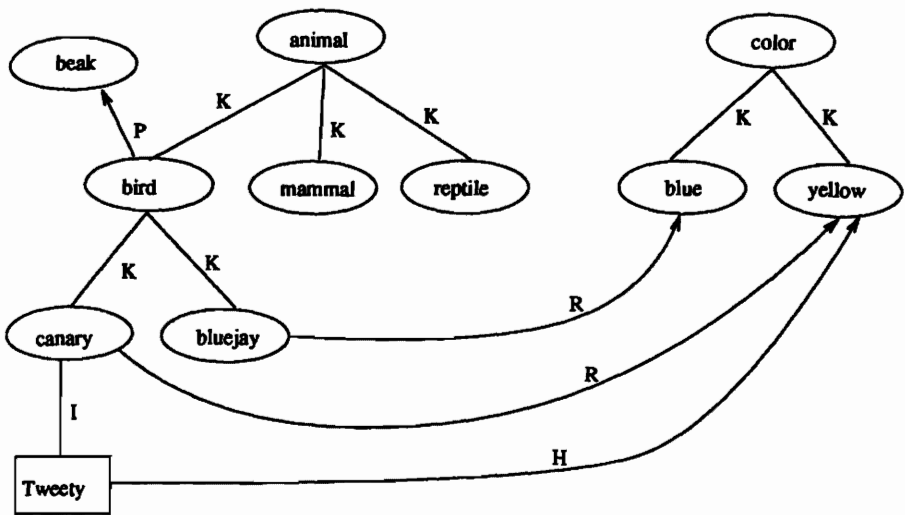 animal
color
beak
K
K
K
K
K
P
bird
mammal
reptile
blue
yellow
K
K
R
canary
bluejay
R
I
H
Tweety